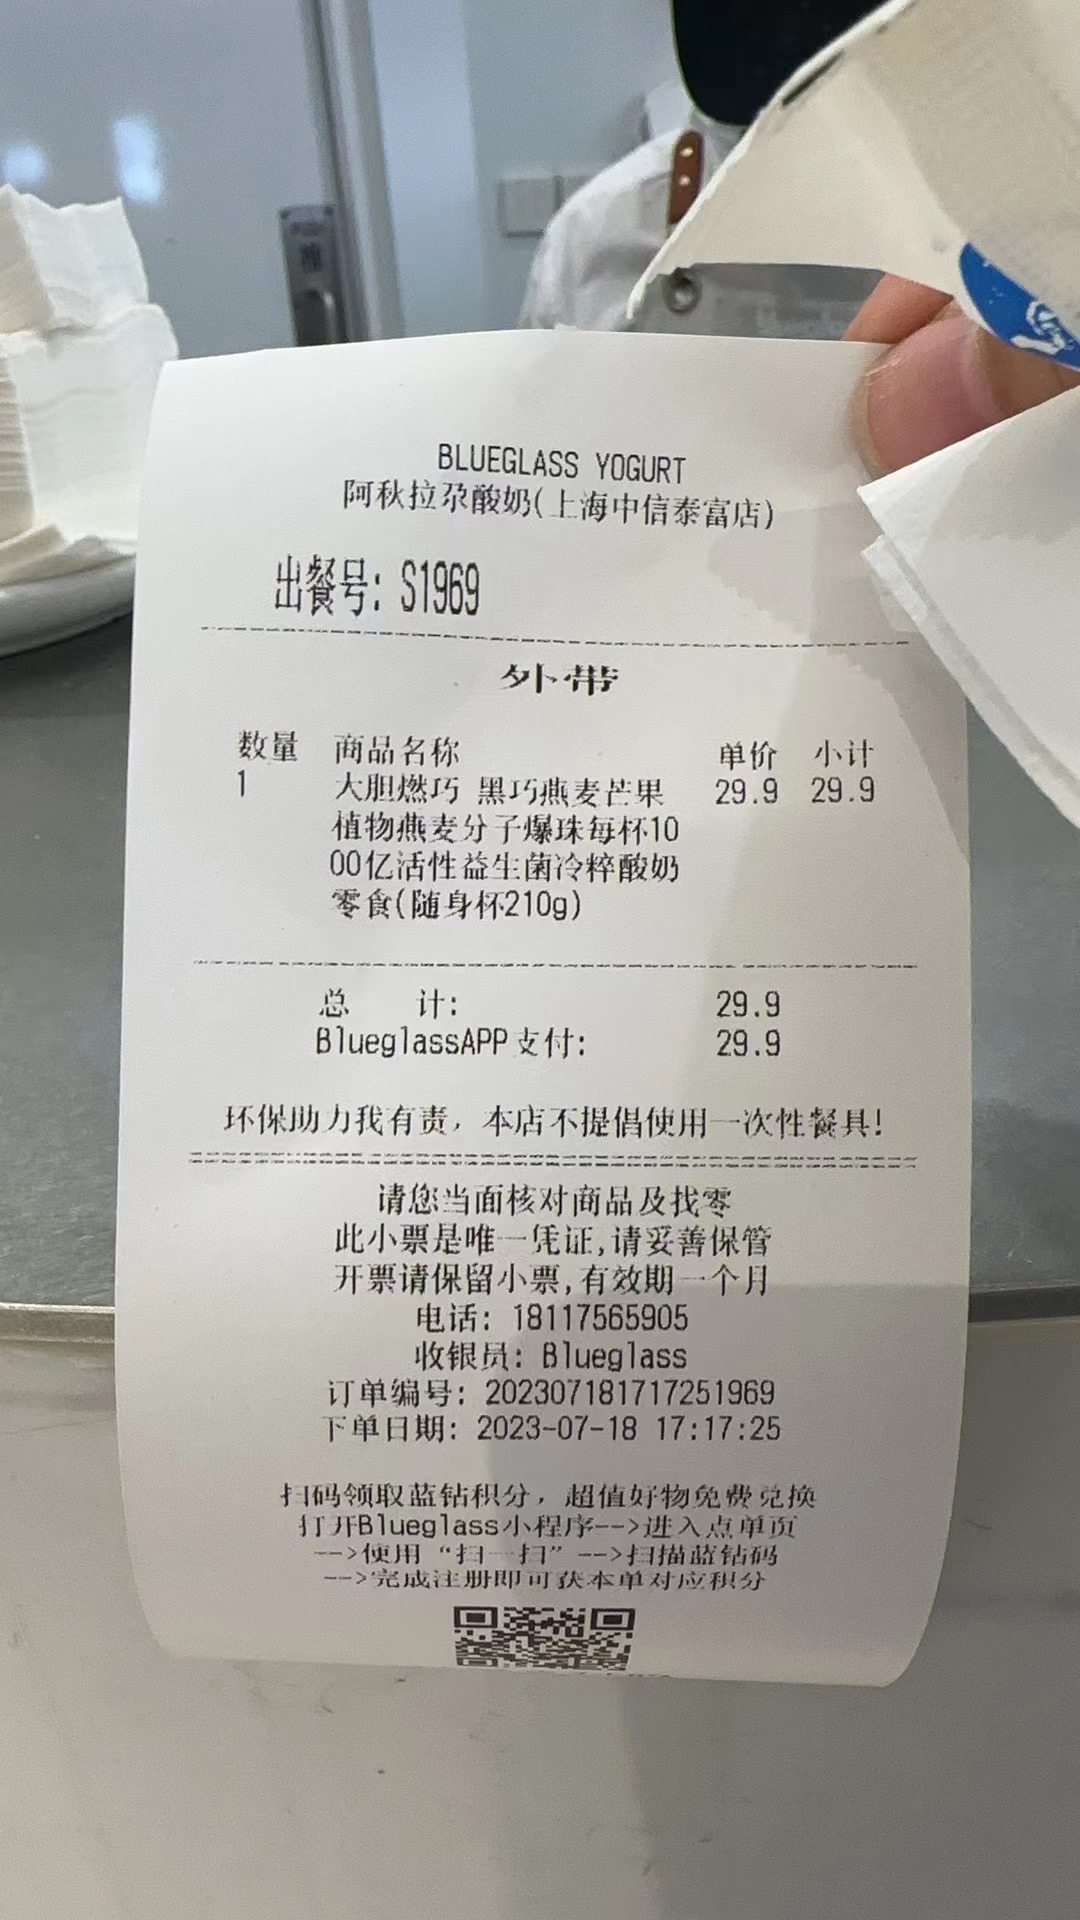 BLUEGLASS YOGURT
阿秋拉尕酸奶(上海中信泰富店)
出餐号: S1969
外带
数量 商品名称 单价 小计
1 大胆燃巧 黑巧燕麦芒果 29.9 29.9
植物燕麦分子爆珠每杯10
00亿活性益生菌冷粹酸奶
零食(随身杯210g)
总 计: 29.9
BlueglassAPP支付: 29.9
环保助力我有责，本店不提倡使用一次性餐具!
请您当面核对商品及找零
此小票是唯一凭证,请妥善保管
开票请保留小票,有效期一个月
电话: 18117565905
收银员: Blueglass
订单编号: 202307181717251969
下单日期: 2023-07-18 17:17:25
扫码领取蓝钻积分，超值好物免费兑换
打开Blueglass小程序-->进入点单页
-->使用“扫一扫”-->扫描蓝钻码
-->完成注册即可获本单对应积分